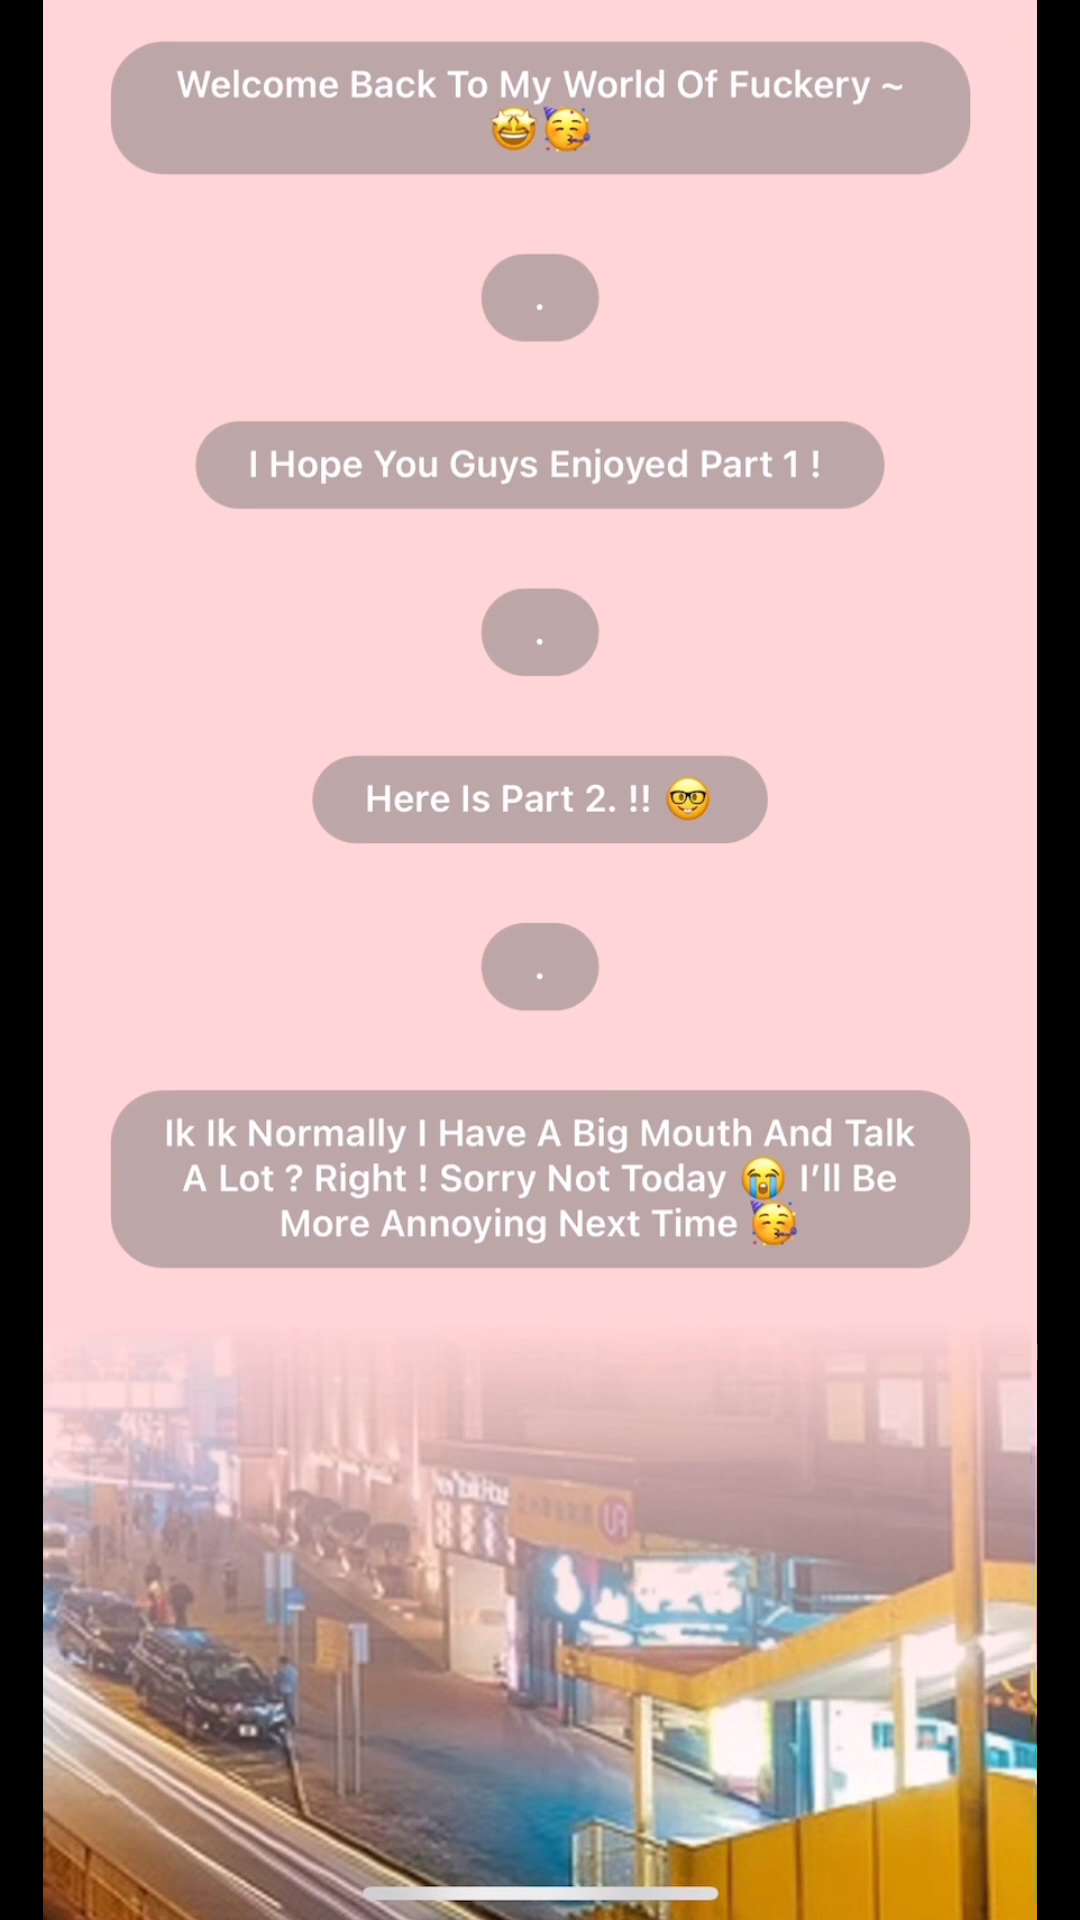 Welcome Back To My World Of Fuckery ~
🤩🥳
.
I Hope You Guys Enjoyed Part 1 !
.
Here Is Part 2. !! 🤓
.
Ik Ik Normally I Have A Big Mouth And Talk
A Lot ? Right ! Sorry Not Today 😭 I’ll Be
More Annoying Next Time 🥳